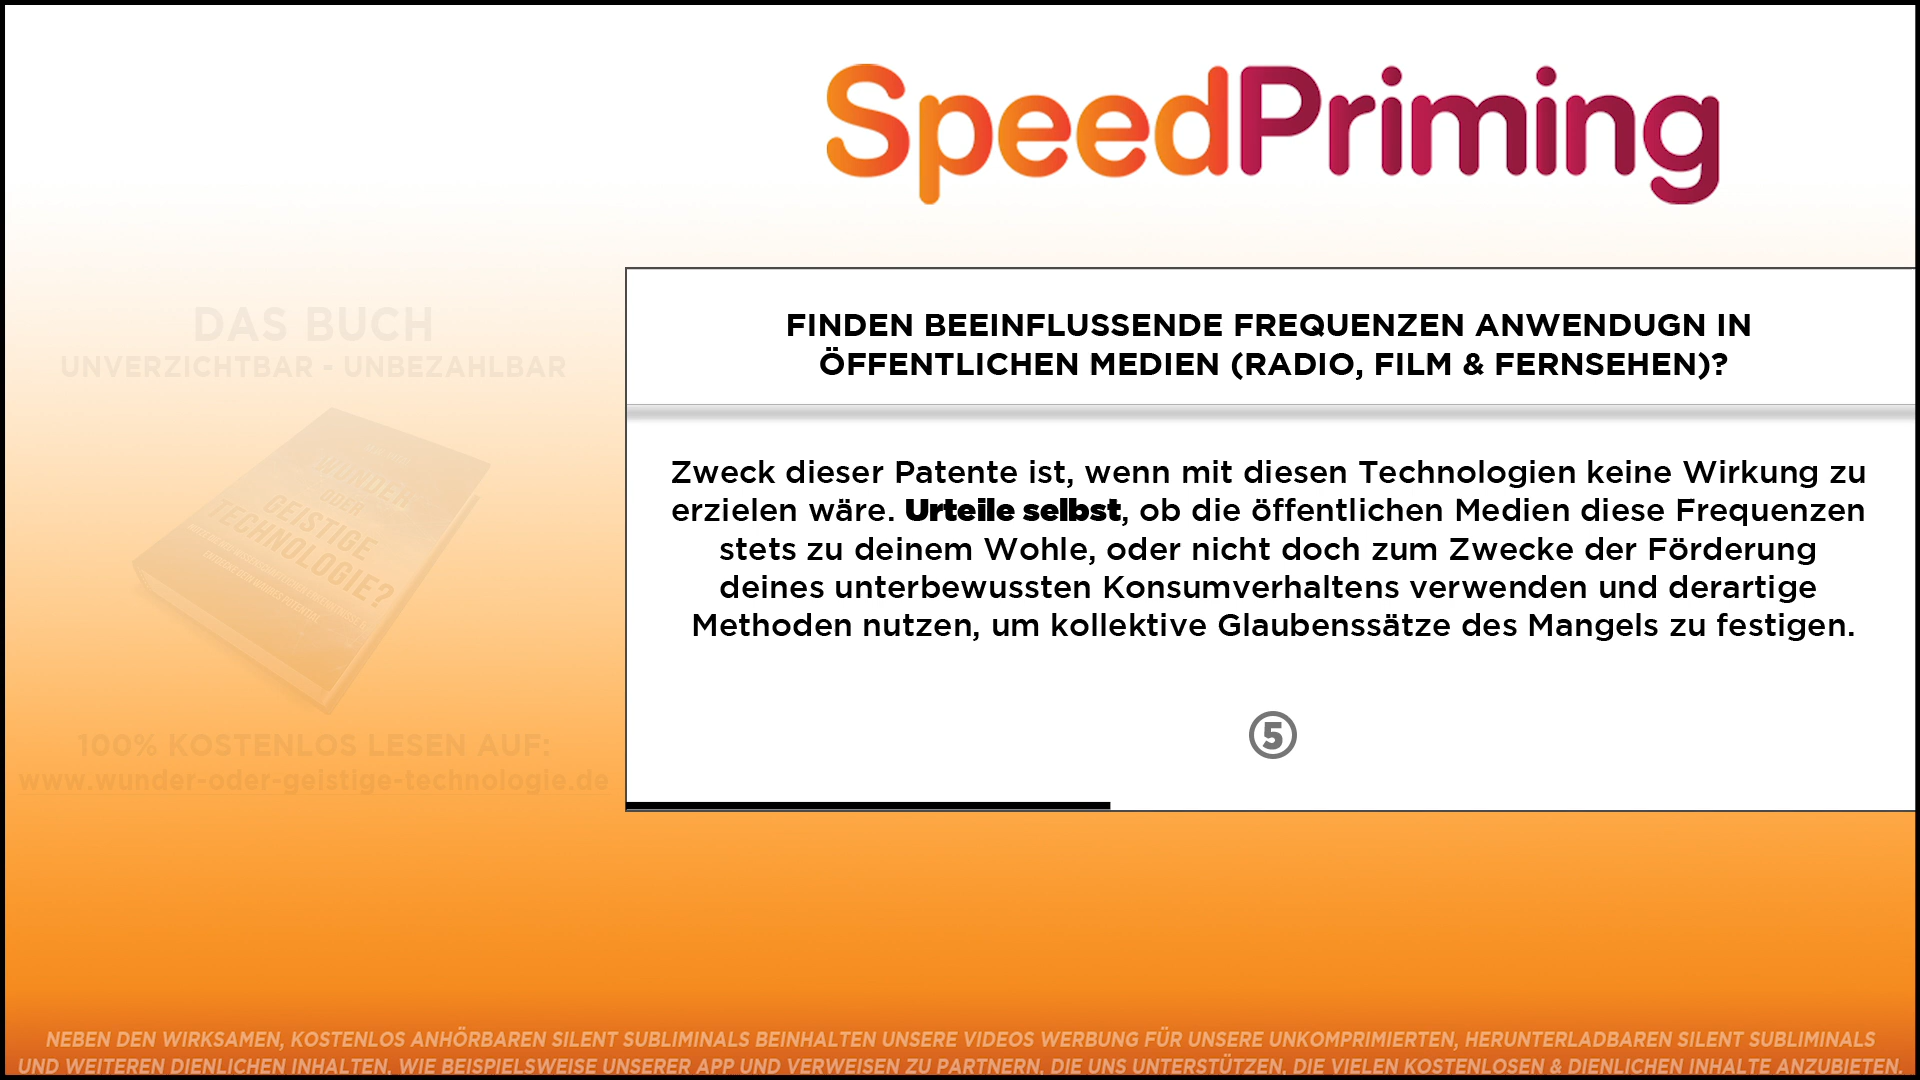 SpeedPriming
DAS BUCH
UNVERZICHTBAR - UNBEZAHLBAR
WUNDER
ODER
GEISTIGE
TECHNOLOGIE?
100% KOSTENLOS LESEN AUF:
www.wunder-oder-geistige-technologie.de
FINDEN BEEINFLUSSENDE FREQUENZEN ANWENDUGN IN
ÖFFENTLICHEN MEDIEN (RADIO, FILM & FERNSEHEN)?
Zweck dieser Patente ist, wenn mit diesen Technologien keine Wirkung zu
erzielen wäre. Urteile selbst, ob die öffentlichen Medien diese Frequenzen
stets zu deinem Wohle, oder nicht doch zum Zwecke der Förderung
deines unterbewussten Konsumverhaltens verwenden und derartige
Methoden nutzen, um kollektive Glaubenssätze des Mangels zu festigen.
5
NEBEN DEN WIRKSAMEN, KOSTENLOS ANHÖRBAREN SILENT SUBLIMINALS BEINHALTEN UNSERE VIDEOS WERBUNG FÜR UNSERE UNKOMPRIMIERTEN, HERUNTERLADBAREN SILENT SUBLIMINALS
UND WEITEREN DIENLICHEN INHALTEN, WIE BEISPIELSWEISE UNSERER APP UND VERWEISEN ZU PARTNERN, DIE UNS UNTERSTÜTZEN, DIE VIELEN KOSTENLOSEN & DIENLICHEN INHALTE ANZUBIETEN.